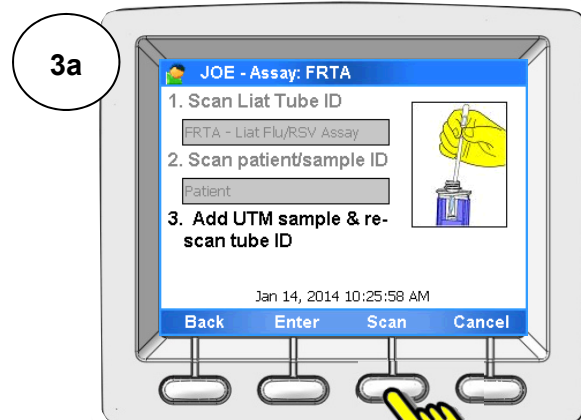 3a
JOE - Assay: FRTA
1. Scan Liat Tube ID
FRTA - Liat Flu/RSV Assay
2. Scan patient/sample ID
Patient
3. Add UTM sample & re-
scan tube ID
Jan 14, 2014 10:25:58 AM
Back Enter Scan Cancel